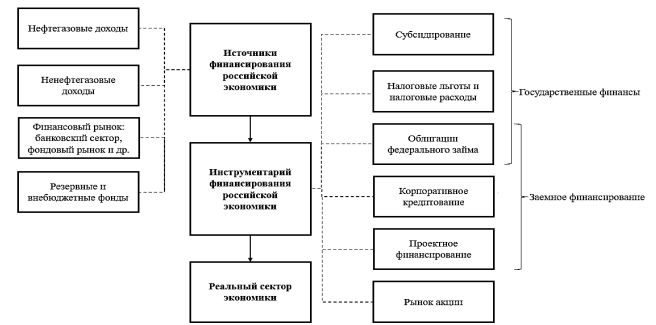 Нефтегазовые доходы
Ненефтегазовые
доходы
Финансовый рынок:
банковский сектор,
фондовый рынок и др.
Резервные и
внебюджетные фонды
Источники
финансирования
российской
экономики
Инструментарий
финансирования
российской
экономики
Реальный сектор
экономики
Субсидирование
Налоговые льготы и
налоговые расходы
Облигации
федерального займа
Корпоративное
кредитование
Проектное
финансирование
Рынок акции
Государственные финансы
Заемное финансирование